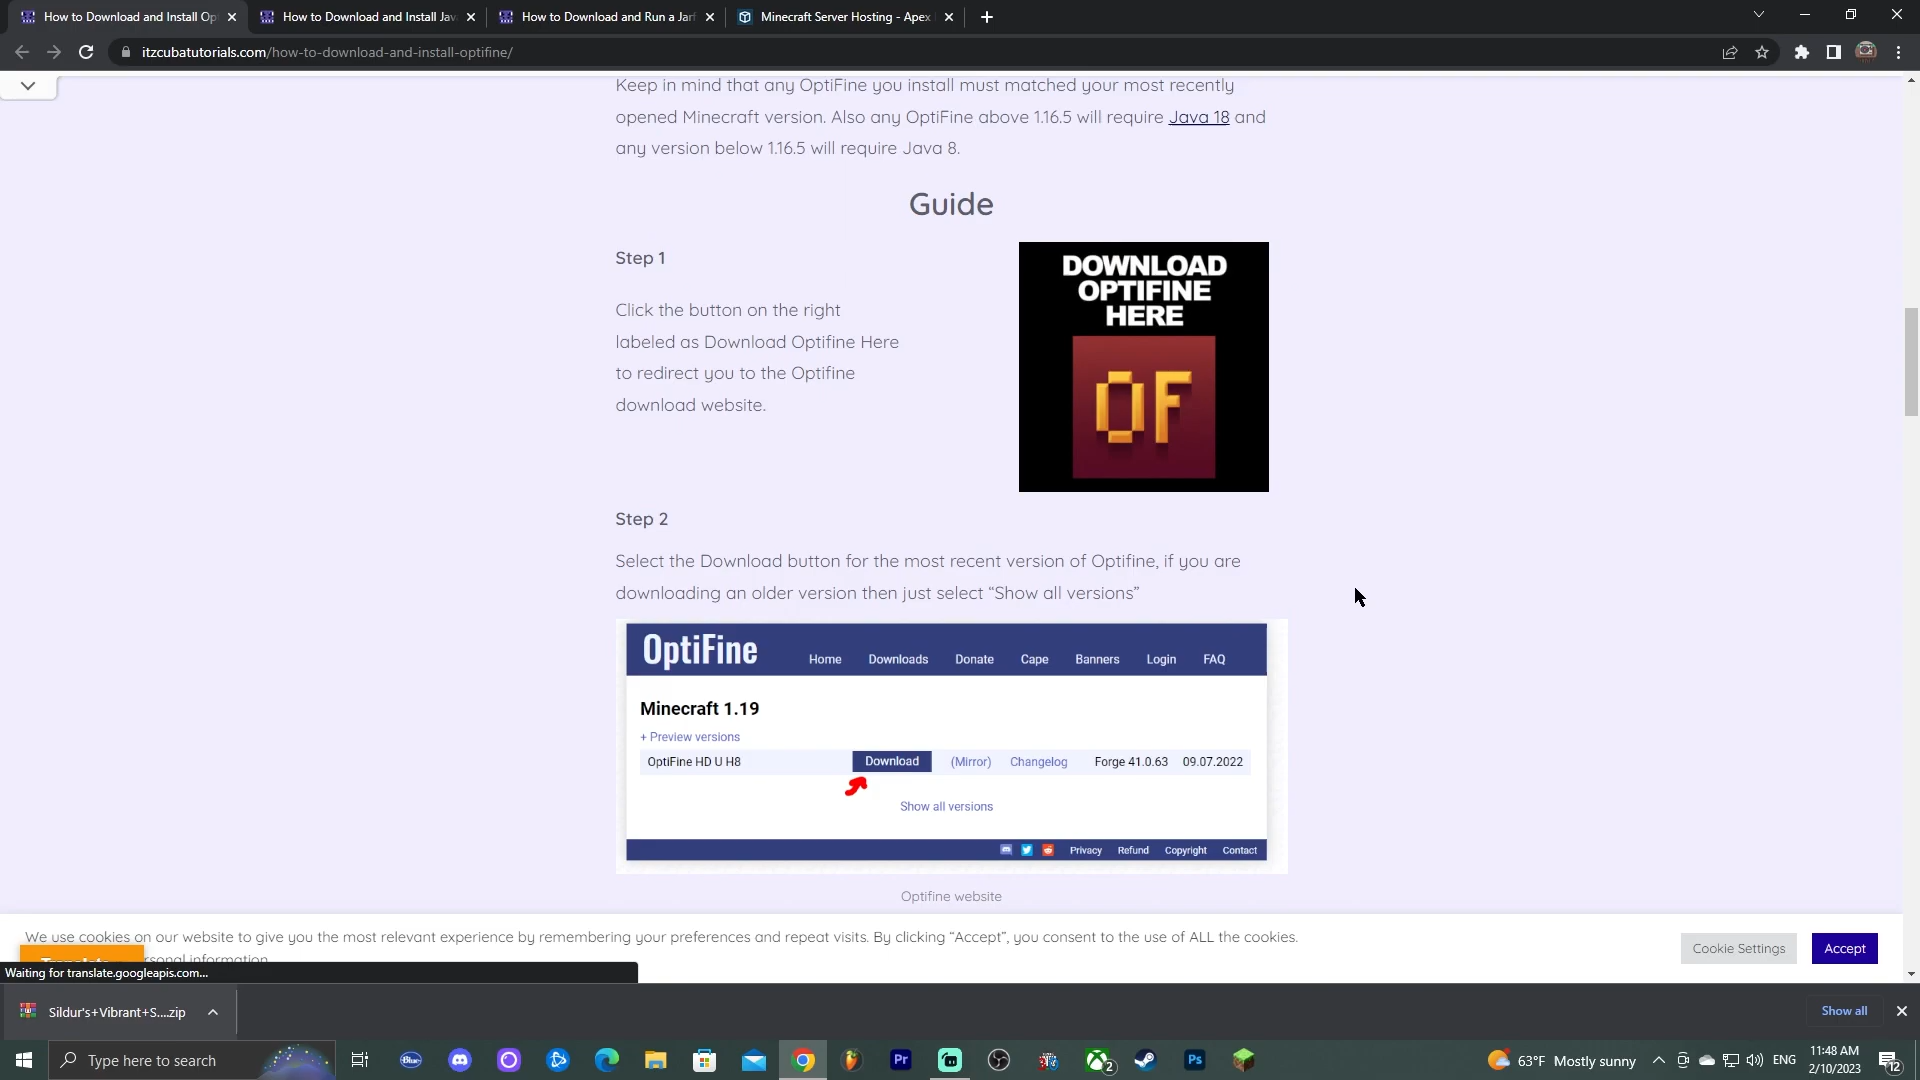 How to Download and Install Op
How to Download and Install Jav
How to Download and Run a Jar
Minecraft Server Hosting - Apex
itzcubatutorials.com/how-to-download-and-install-optifine/
Keep in mind that any OptiFine you install must matched your most recently
opened Minecraft version. Also any OptiFine above 1.16.5 will require Java 18 and
any version below 1.16.5 will require Java 8.
Guide
Step 1
Click the button on the right
labeled as Download Optifine Here
to redirect you to the Optifine
download website.
DOWNLOAD
OPTIFINE
HERE
OF
Step 2
Select the Download button for the most recent version of Optifine, if you are
downloading an older version then just select “Show all versions”
OptiFine Home Downloads Donate Cape Banners Login FAQ
Minecraft 1.19
+ Preview versions
OptiFine HD U H8 Download (Mirror) Changelog Forge 41.0.63 09.07.2022
Show all versions
Privacy Refund Copyright Contact
Optifine website
We use cookies on our website to give you the most relevant experience by remembering your preferences and repeat visits. By clicking “Accept”, you consent to the use of ALL the cookies.
rsonal information
Cookie Settings
Accept
Translate
Waiting for translate.googleapis.com...
Sildur's+Vibrant+S....zip
Show all
Type here to search
Blue
Pr
2
Ps
63°F Mostly sunny
ENG
11:48 AM
2/10/2023
12